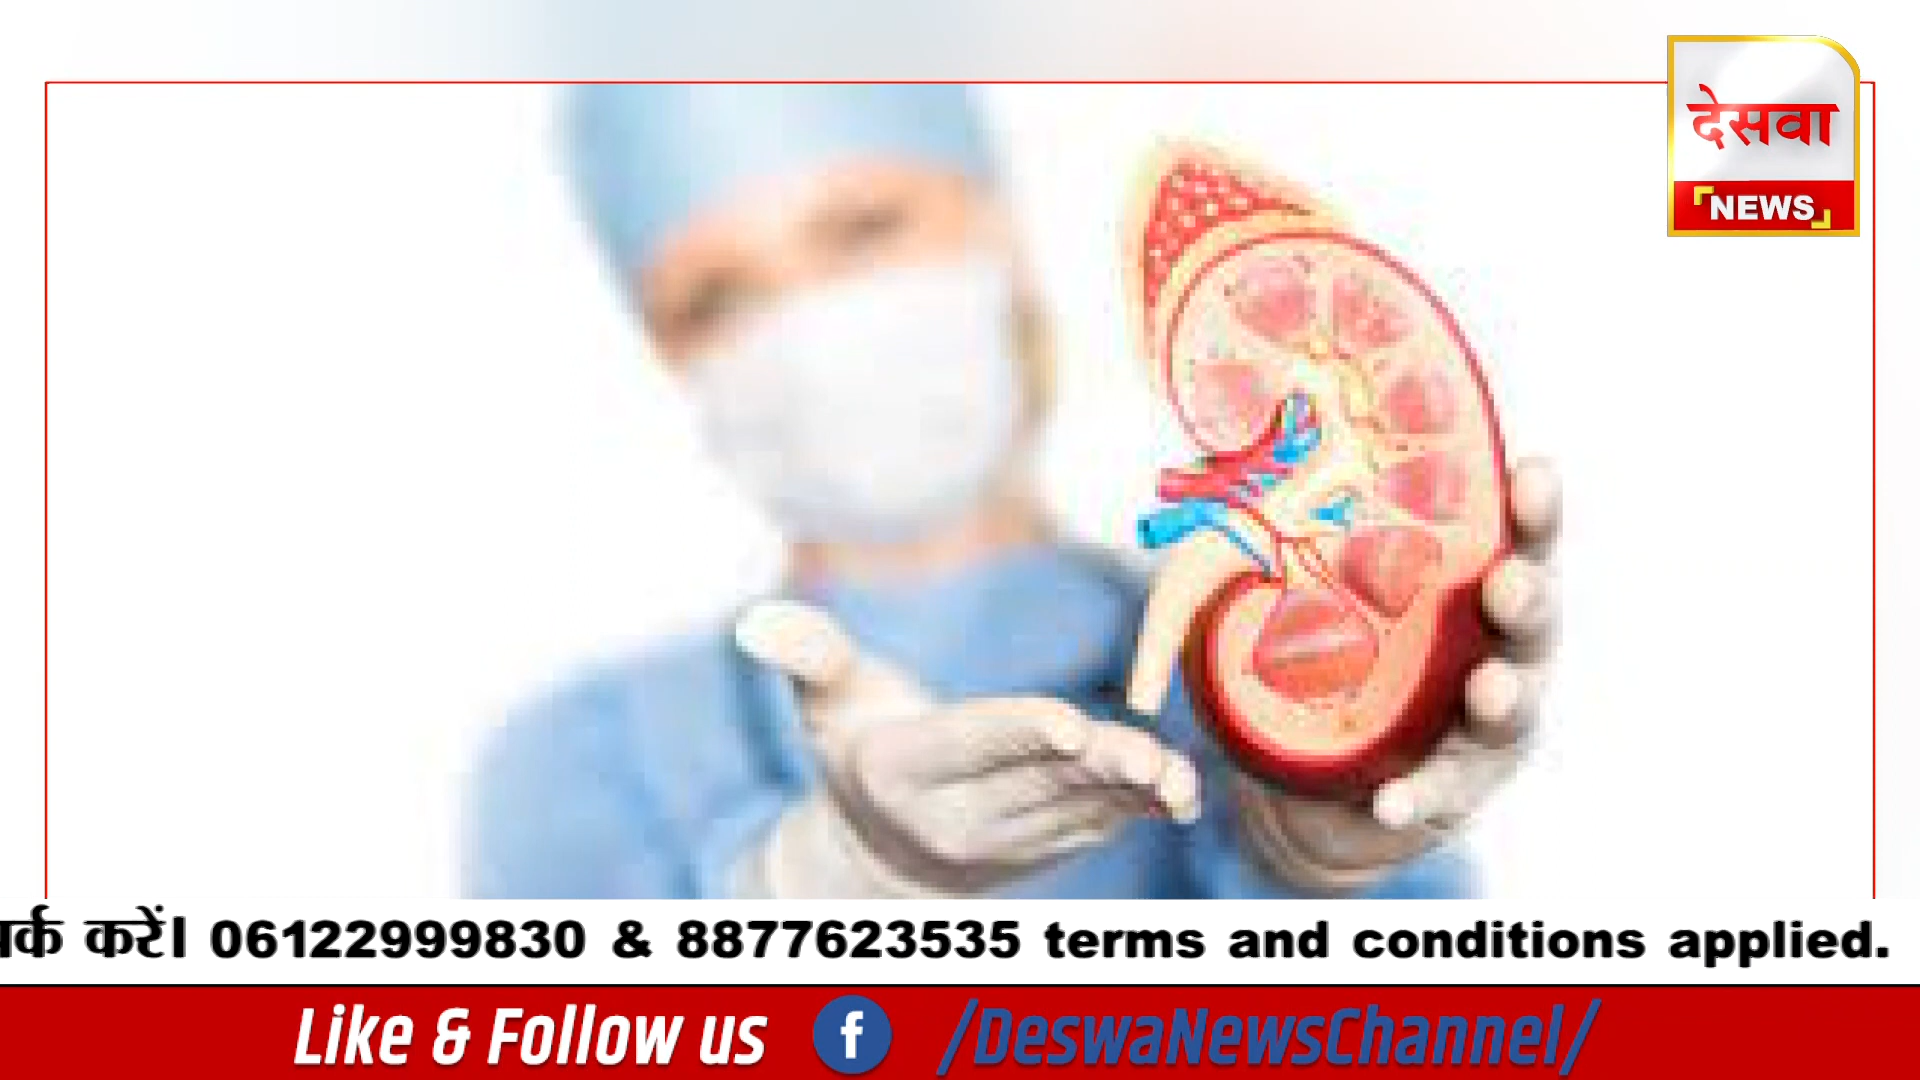 देसवा
NEWS
करें। 06122999830 & 8877623535 terms and conditions applied.
Like & Follow us f /DeswaNewsChannel/